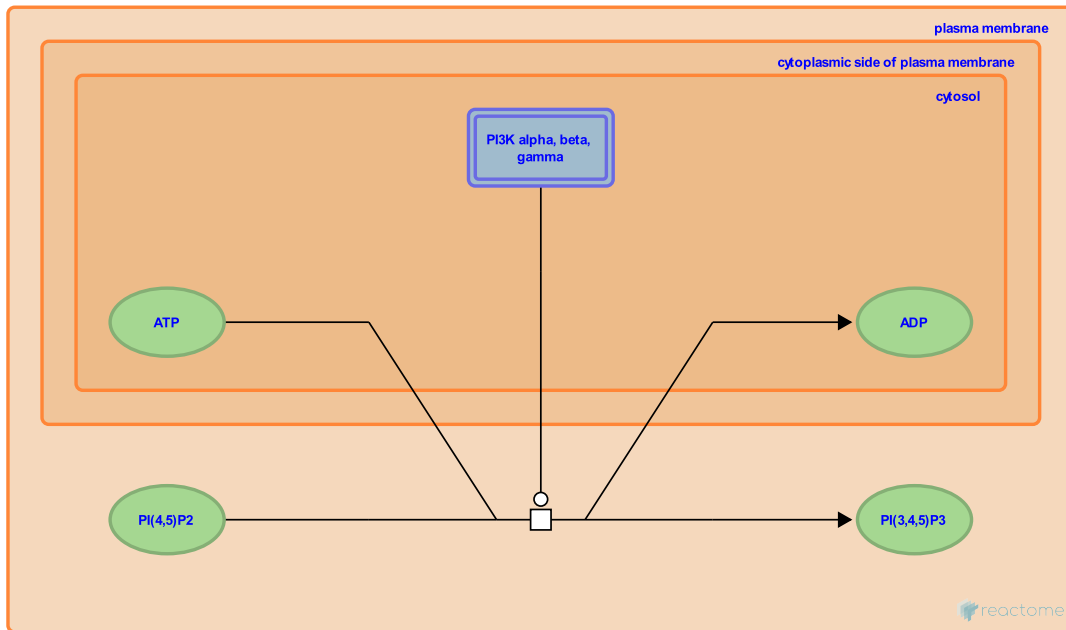 plasma membrane
cytoplasmic side of plasma membrane
cytosol
PI3K alpha, beta,
gamma
ATP
ADP
PI(4,5)P2
PI(3,4,5)P3
reactome